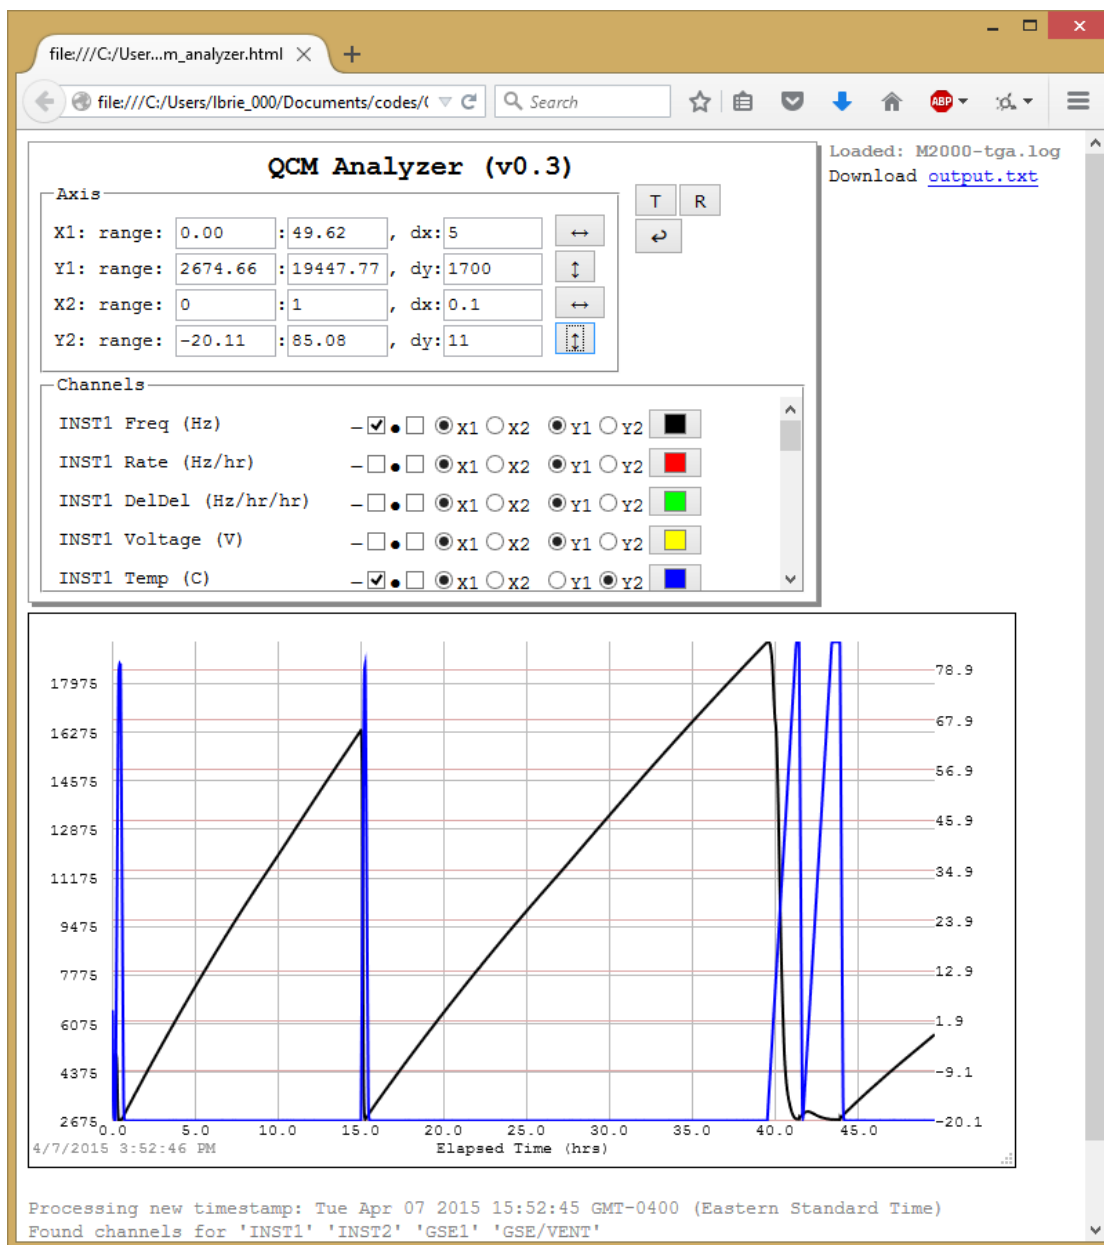 file:///C:/User...m_analyzer.html
file:///C:/Users/lbrie_000/Documents/codes/( Search ABP
QCM Analyzer (v0.3)
Loaded: M2000-tga.log
Download output.txt
Axis
T R
X1: range: 0.00 : 49.62 , dx: 5
Y1: range: 2674.66 : 19447.77 , dy: 1700
X2: range: 0 : 1 , dx: 0.1
Y2: range: -20.11 : 85.08 , dy: 11
Channels
INST1 Freq (Hz) X1 X2 Y1 Y2
INST1 Rate (Hz/hr) X1 X2 Y1 Y2
INST1 DelDel (Hz/hr/hr) X1 X2 Y1 Y2
INST1 Voltage (V) X1 X2 Y1 Y2
INST1 Temp (C) X1 X2 Y1 Y2
17975 78.9
16275 67.9
14575 56.9
12875 45.9
11175 34.9
9475 23.9
7775 12.9
6075 1.9
4375 -9.1
2675 -20.1
0.0 5.0 10.0 15.0 20.0 25.0 30.0 35.0 40.0 45.0
4/7/2015 3:52:46 PM Elapsed Time (hrs)
Processing new timestamp: Tue Apr 07 2015 15:52:45 GMT-0400 (Eastern Standard Time)
Found channels for 'INST1' 'INST2' 'GSE1' 'GSE/VENT'